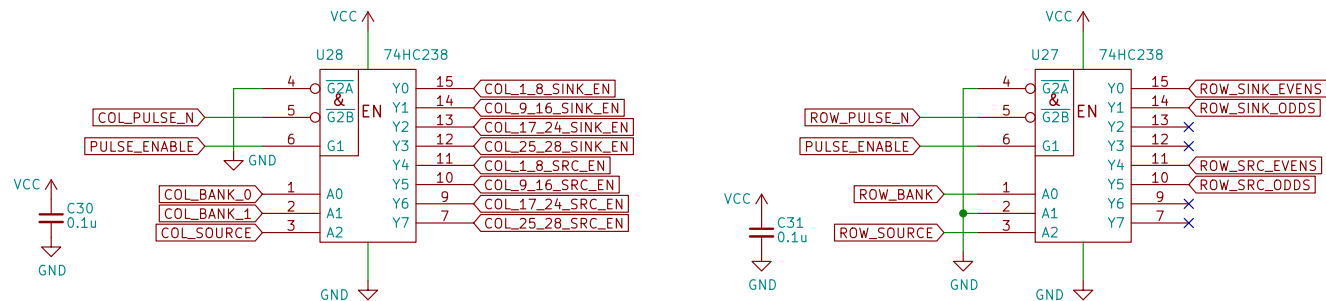 VCC
U28 74HC238
4 G2A Y0 15 COL_1_8_SINK_EN
& EN Y1 14 COL_9_16_SINK_EN
COL_PULSE_N 5 G2B Y2 13 COL_17_24_SINK_EN
PULSE_ENABLE 6 G1 Y3 12 COL_25_28_SINK_EN
GND Y4 11 COL_1_8_SRC_EN
Y5 10 COL_9_16_SRC_EN
COL_BANK_0 1 A0 Y6 9 COL_17_24_SRC_EN
COL_BANK_1 2 A1 Y7 7 COL_25_28_SRC_EN
COL_SOURCE 3 A2
VCC
C30
0.1u
GND
GND
VCC
U27 74HC238
4 G2A Y0 15 ROW_SINK_EVENS
& EN Y1 14 ROW_SINK_ODDS
ROW_PULSE_N 5 G2B Y2 13
PULSE_ENABLE 6 G1 Y3 12
Y4 11 ROW_SRC_EVENS
Y5 10 ROW_SRC_ODDS
ROW_BANK 1 A0 Y6 9
2 A1 Y7 7
ROW_SOURCE 3 A2
VCC
C31
0.1u
GND
GND
GND